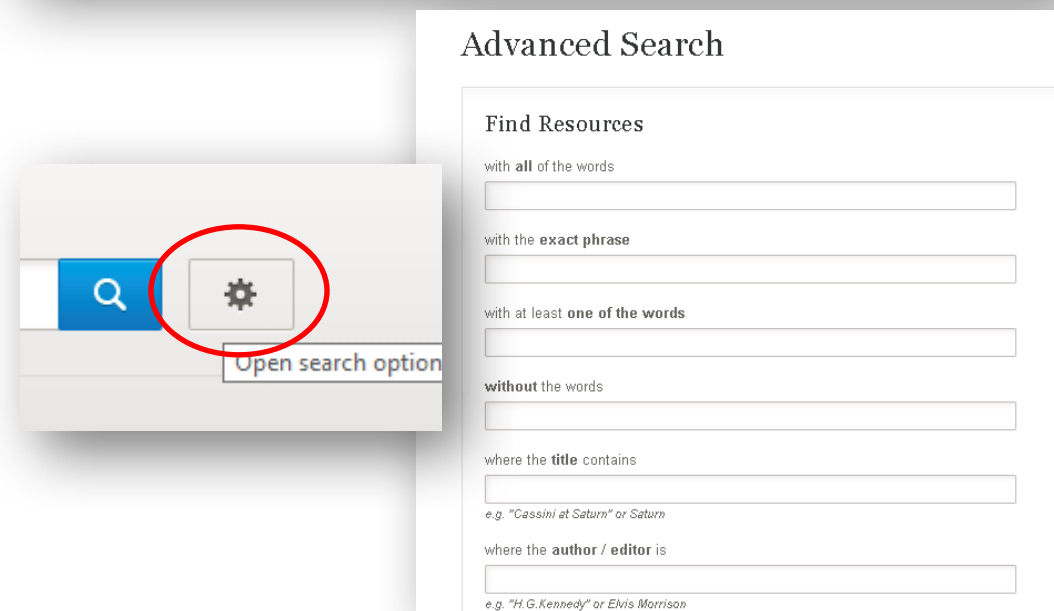 Advanced Search
Find Resources
with all of the words
with the exact phrase
with at least one of the words
without the words
where the title contains
e.g. "Cassini at Saturn" or Saturn
where the author / editor is
e.g. "H.G.Kennedy" or Elvis Morrison
Open search option